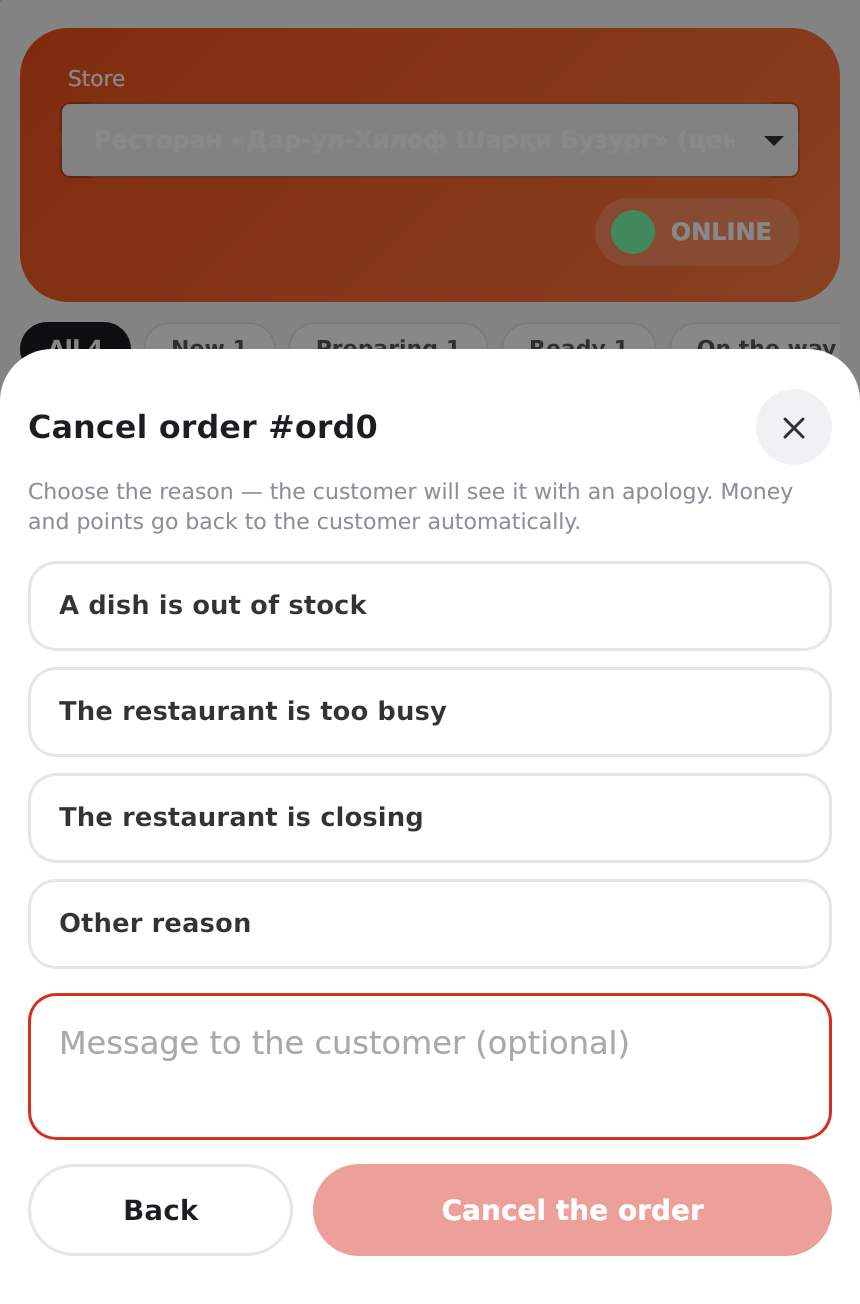 Store
Ресторан «Дар-ул-Хилоф Шарқи Бузург» (цен
ONLINE
All 4
New 1
Preparing 1
Ready 1
On the way
Cancel order #ord0
Choose the reason — the customer will see it with an apology. Money
and points go back to the customer automatically.
A dish is out of stock
The restaurant is too busy
The restaurant is closing
Other reason
Message to the customer (optional)
Back
Cancel the order